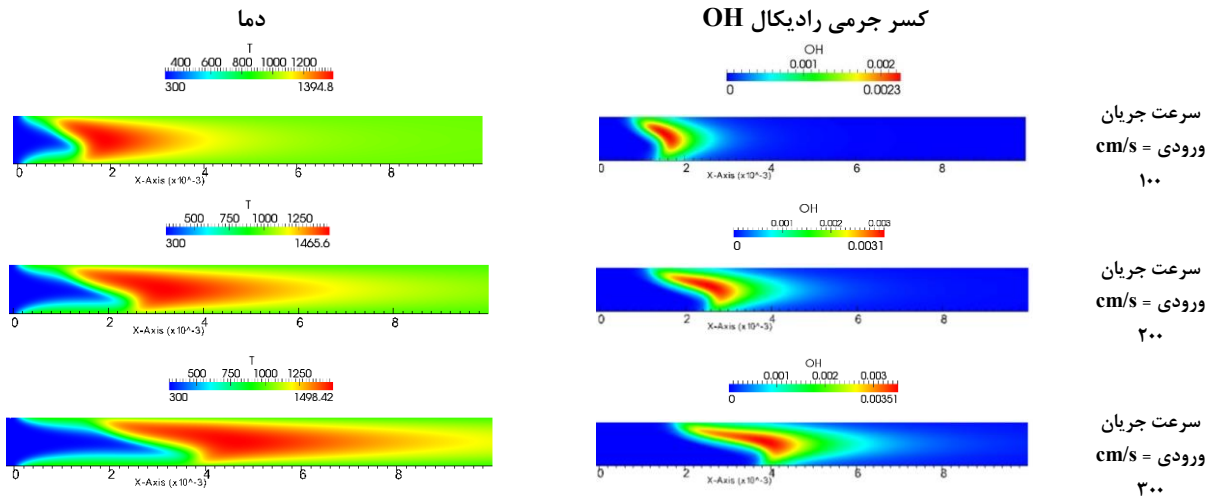 دما
کسر جرمی رادیکال OH
T
400 600 800 1000 1200
300 1394.8
0 2 4 6 8
X-Axis (x10^-3)
OH
0.001 0.002
0 0.0023
0 2 4 6 8
X-Axis (x10^-3)
سرعت جریان
ورودی = cm/s
۱۰۰
T
500 750 1000 1250
300 1465.6
0 2 4 6 8
X-Axis (x10^-3)
OH
0.001 0.002 0.003
0 0.0031
0 2 4 6 8
X-Axis (x10^-3)
سرعت جریان
ورودی = cm/s
۲۰۰
T
500 750 1000 1250
300 1498.42
0 2 4 6 8
X-Axis (x10^-3)
OH
0.001 0.002 0.003
0 0.00351
0 2 4 6 8
X-Axis (x10^-3)
سرعت جریان
ورودی = cm/s
۳۰۰